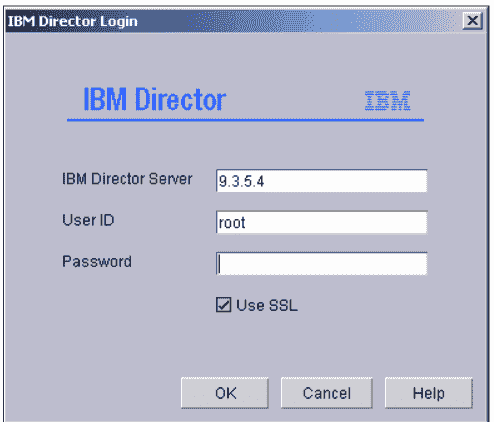 IBM Director Login
IBM Director IBM
IBM Director Server 9.3.5.4
User ID root
Password
Use SSL
OK Cancel Help